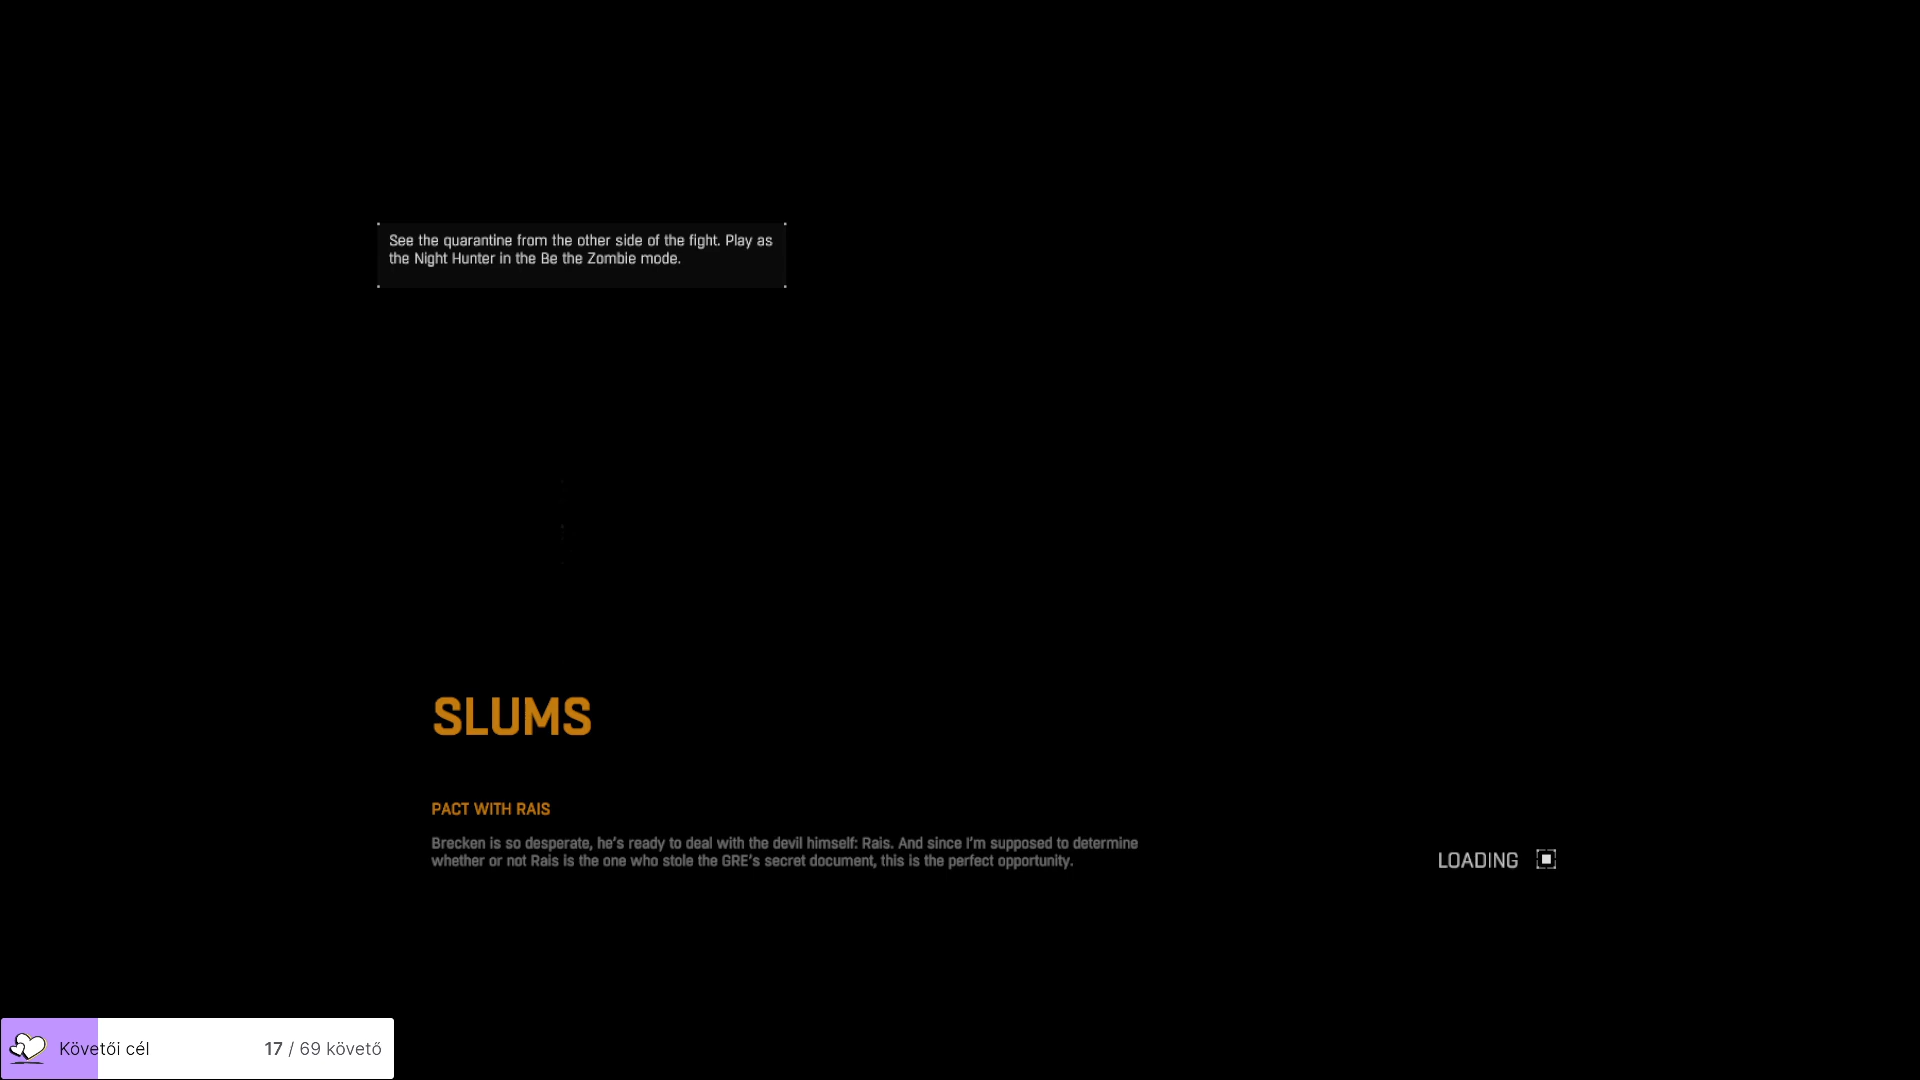 See the quarantine from the other side of the fight. Play as
the Night Hunter in the Be the Zombie mode.
SLUMS
PACT WITH RAIS
Brecken is so desperate, he's ready to deal with the devil himself: Rais. And since I'm supposed to determine
whether or not Rais is the one who stole the GRE's secret document, this is the perfect opportunity.
LOADING
Követői cél 17 / 69 követő